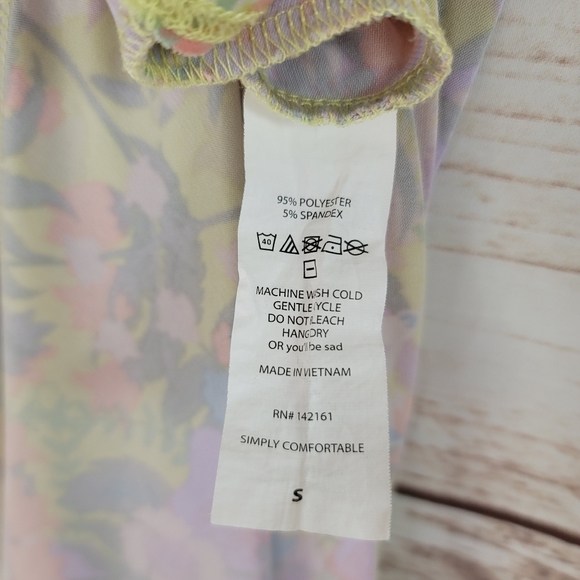 95% POLYESTER
5% SPANDEX
40
MACHINE WASH COLD
GENTLE CYCLE
DO NOT BLEACH
HANG DRY
OR you'll be sad
MADE IN VIETNAM
RN# 142161
SIMPLY COMFORTABLE
S